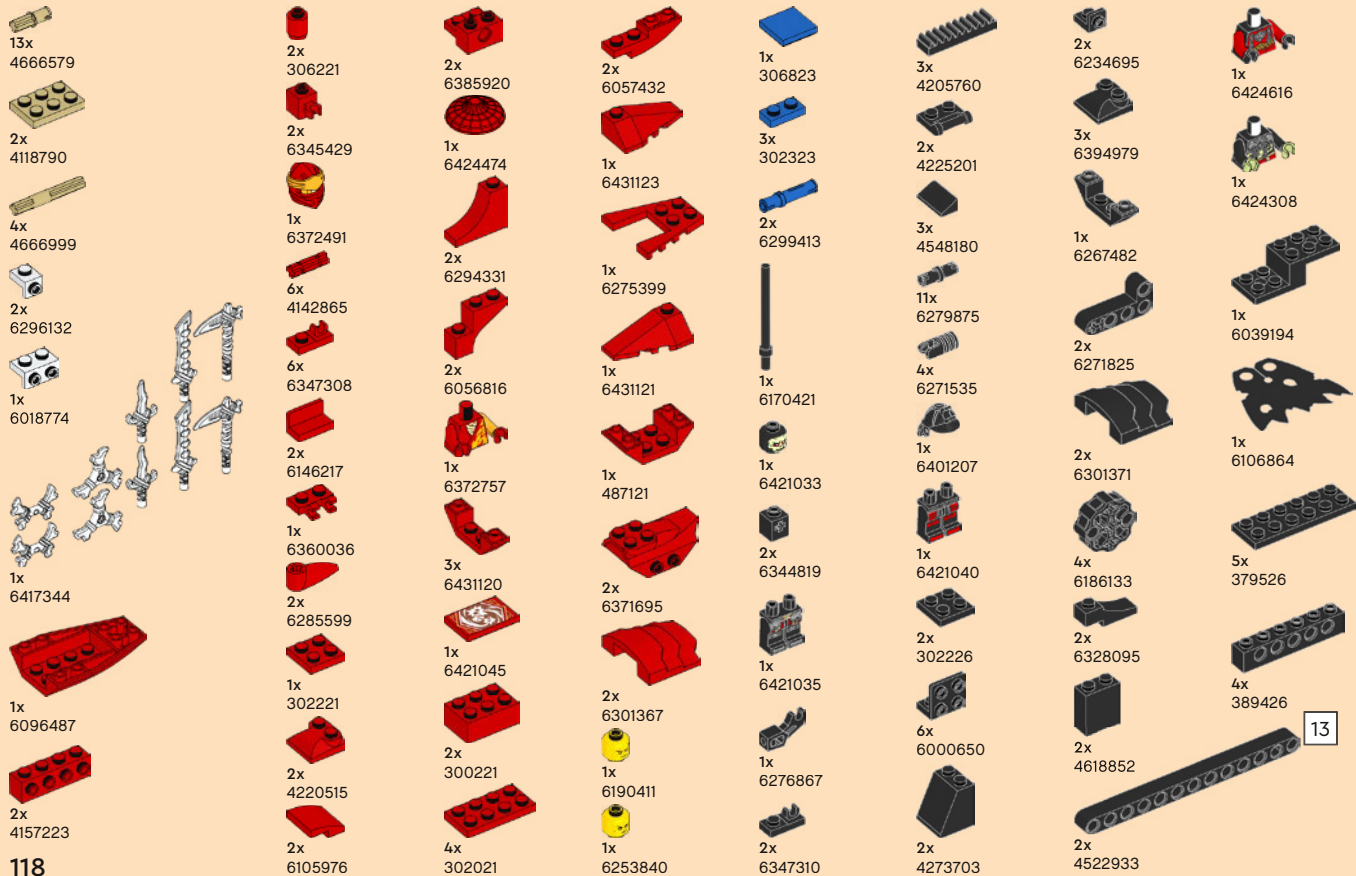 13x
4666579
2x
4118790
4x
4666999
2x
6296132
1x
6018774
1x
6417344
1x
6096487
2x
4157223
2x
306221
2x
6345429
1x
6372491
6x
4142865
6x
6347308
2x
6146217
1x
6360036
2x
6285599
1x
302221
2x
4220515
2x
6105976
2x
6385920
1x
6424474
2x
6294331
2x
6056816
1x
6372757
3x
6431120
1x
6421045
2x
300221
4x
302021
2x
6057432
1x
6431123
1x
6275399
1x
6431121
1x
487121
2x
6371695
2x
6301367
1x
6190411
1x
6253840
1x
306823
3x
302323
2x
6299413
1x
6170421
1x
6421033
2x
6344819
1x
6421035
1x
6276867
2x
6347310
3x
4205760
2x
4225201
3x
4548180
11x
6279875
4x
6271535
1x
6401207
1x
6421040
2x
302226
6x
6000650
2x
4273703
2x
6234695
3x
6394979
1x
6267482
2x
6271825
2x
6301371
4x
6186133
2x
6328095
2x
4618852
2x
4522933
1x
6424616
1x
6424308
1x
6039194
1x
6106864
5x
379526
4x
389426
13
118